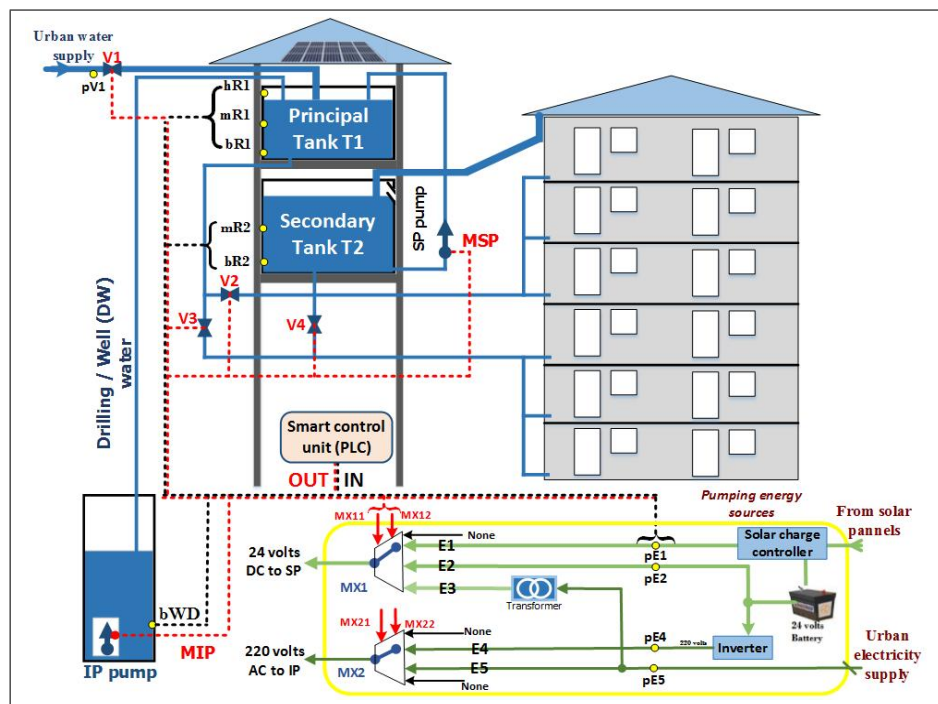 Urban water
supply
V1
pV1
hR1
mR1
bR1
Principal
Tank T1
Secondary
Tank T2
mR2
bR2
SP pump
MSP
V2
V3
V4
Drilling / Well (DW)
water
Smart control
unit (PLC)
OUT
IN
Pumping energy
sources
From solar
pannels
MX11
MX12
None
E1
pE1
Solar charge
controller
24 volts
DC to SP
E2
pE2
MX1
E3
Transformer
24 volts
Battery
bWD
MIP
IP pump
MX21
MX22
None
E4
220 volts
pE4
Inverter
220 volts
AC to IP
MX2
E5
pE5
None
Urban
electricity
supply